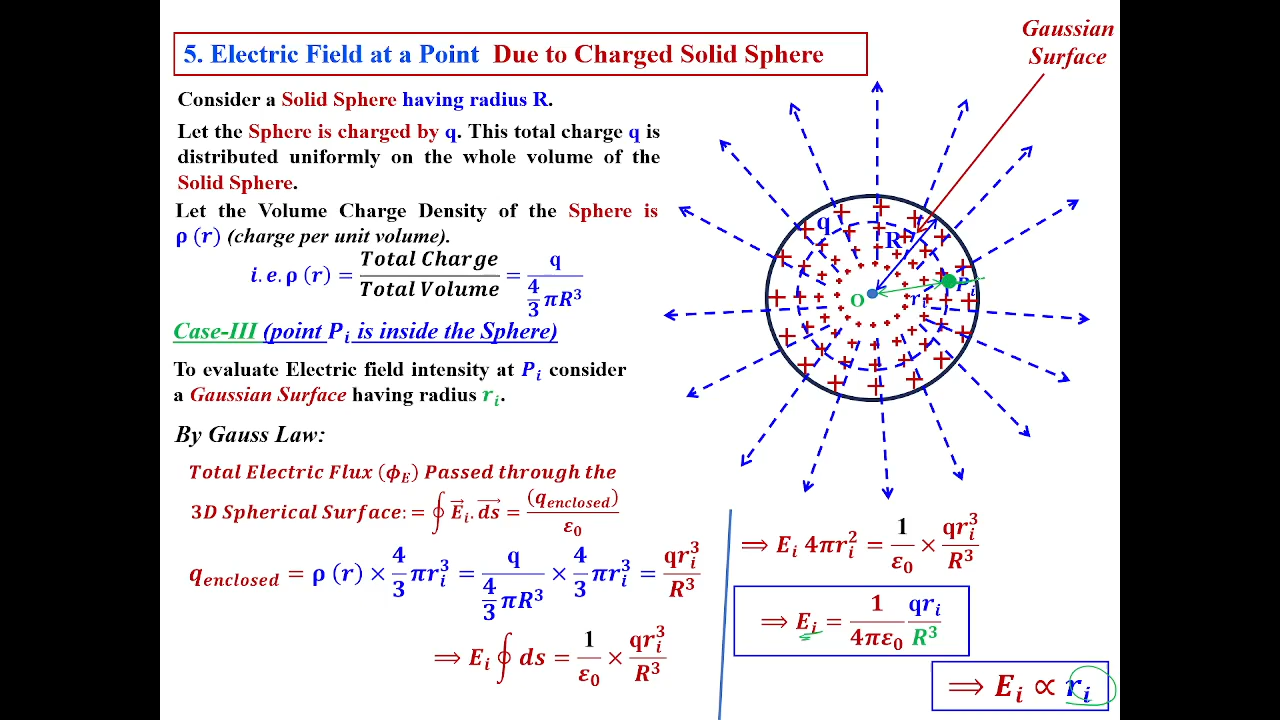 Gaussian
Surface
5. Electric Field at a Point Due to Charged Solid Sphere
Consider a Solid Sphere having radius R.
Let the Sphere is charged by q. This total charge q is
distributed uniformly on the whole volume of the
Solid Sphere.
Let the Volume Charge Density of the Sphere is
ρ (r) (charge per unit volume).
i.e. ρ (r) = Total Charge / Total Volume = q / (4/3 πR³)
Case-III (point Pᵢ is inside the Sphere)
To evaluate Electric field intensity at Pᵢ consider
a Gaussian Surface having radius rᵢ.
By Gauss Law:
Total Electric Flux (ϕ_E) Passed through the
3D Spherical Surface: = ∮ E⃗ᵢ. ds⃗ = (q_enclosed) / ε₀
q_enclosed = ρ (r) × 4/3 πrᵢ³ = q / (4/3 πR³) × 4/3 πrᵢ³ = qrᵢ³ / R³
⟹ Eᵢ ∮ ds = 1/ε₀ × qrᵢ³ / R³
q
R
O
rᵢ
Pᵢ
⟹ Eᵢ 4πrᵢ² = 1/ε₀ × qrᵢ³ / R³
⟹ Eᵢ = 1/4πε₀ qrᵢ / R³
⟹ Eᵢ ∝ rᵢ